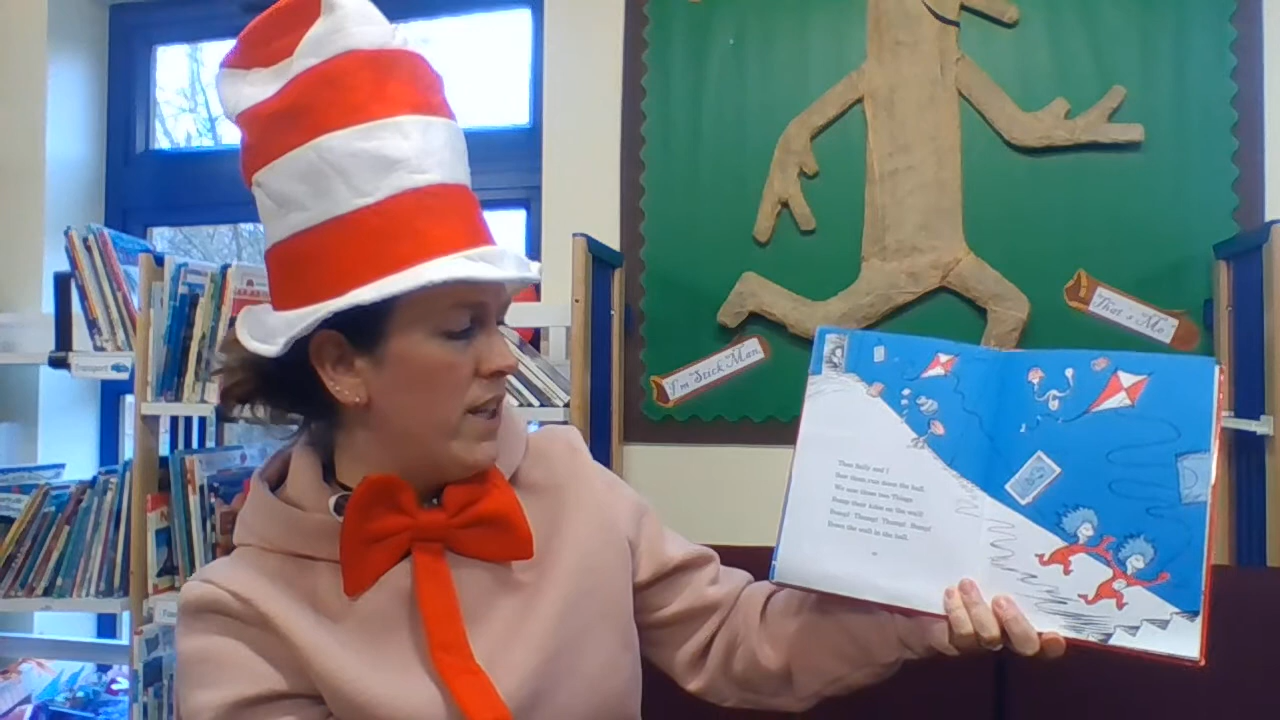 Transport
"I'm Stick Man,
"That's Me
Then Sally and I
Saw them run down the hall.
We saw those two Things
Bump their kites on the wall!
Bump! Thump! Thump! Bump!
Down the wall in the hall.